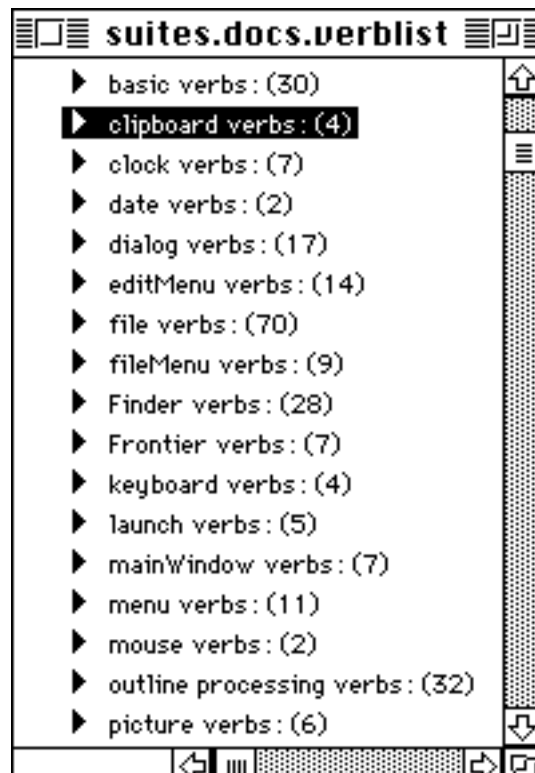 suites.docs.verblist
basic verbs: (30)
clipboard verbs: (4)
clock verbs: (7)
date verbs: (2)
dialog verbs: (17)
editMenu verbs: (14)
file verbs: (70)
fileMenu verbs: (9)
Finder verbs: (28)
Frontier verbs: (7)
keyboard verbs: (4)
launch verbs: (5)
mainWindow verbs: (7)
menu verbs: (11)
mouse verbs: (2)
outline processing verbs: (32)
picture verbs: (6)